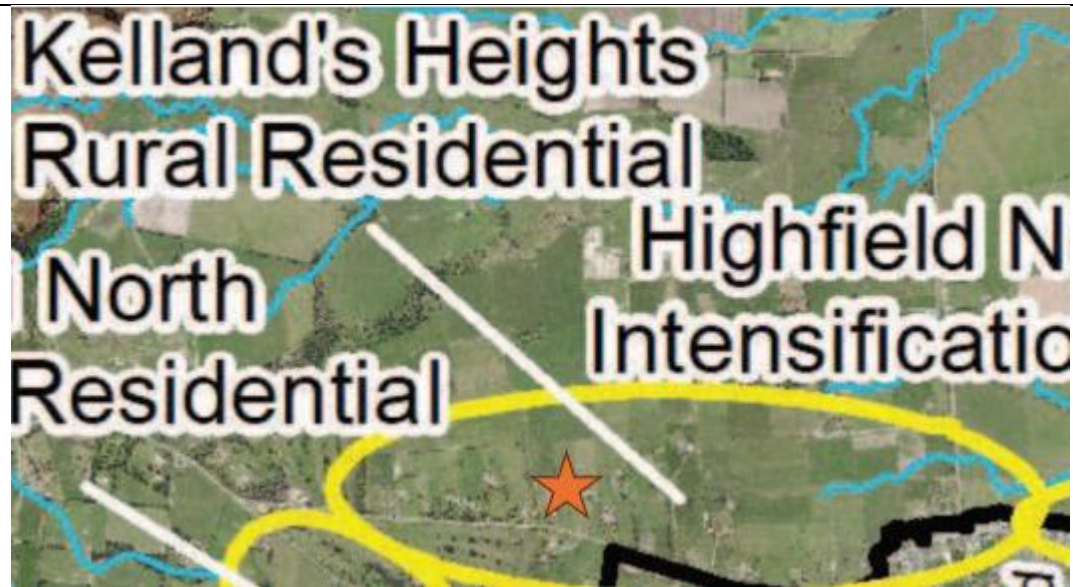 Kelland's Heights
Rural Residential
Highfield N
Intensificatio
North
Residential